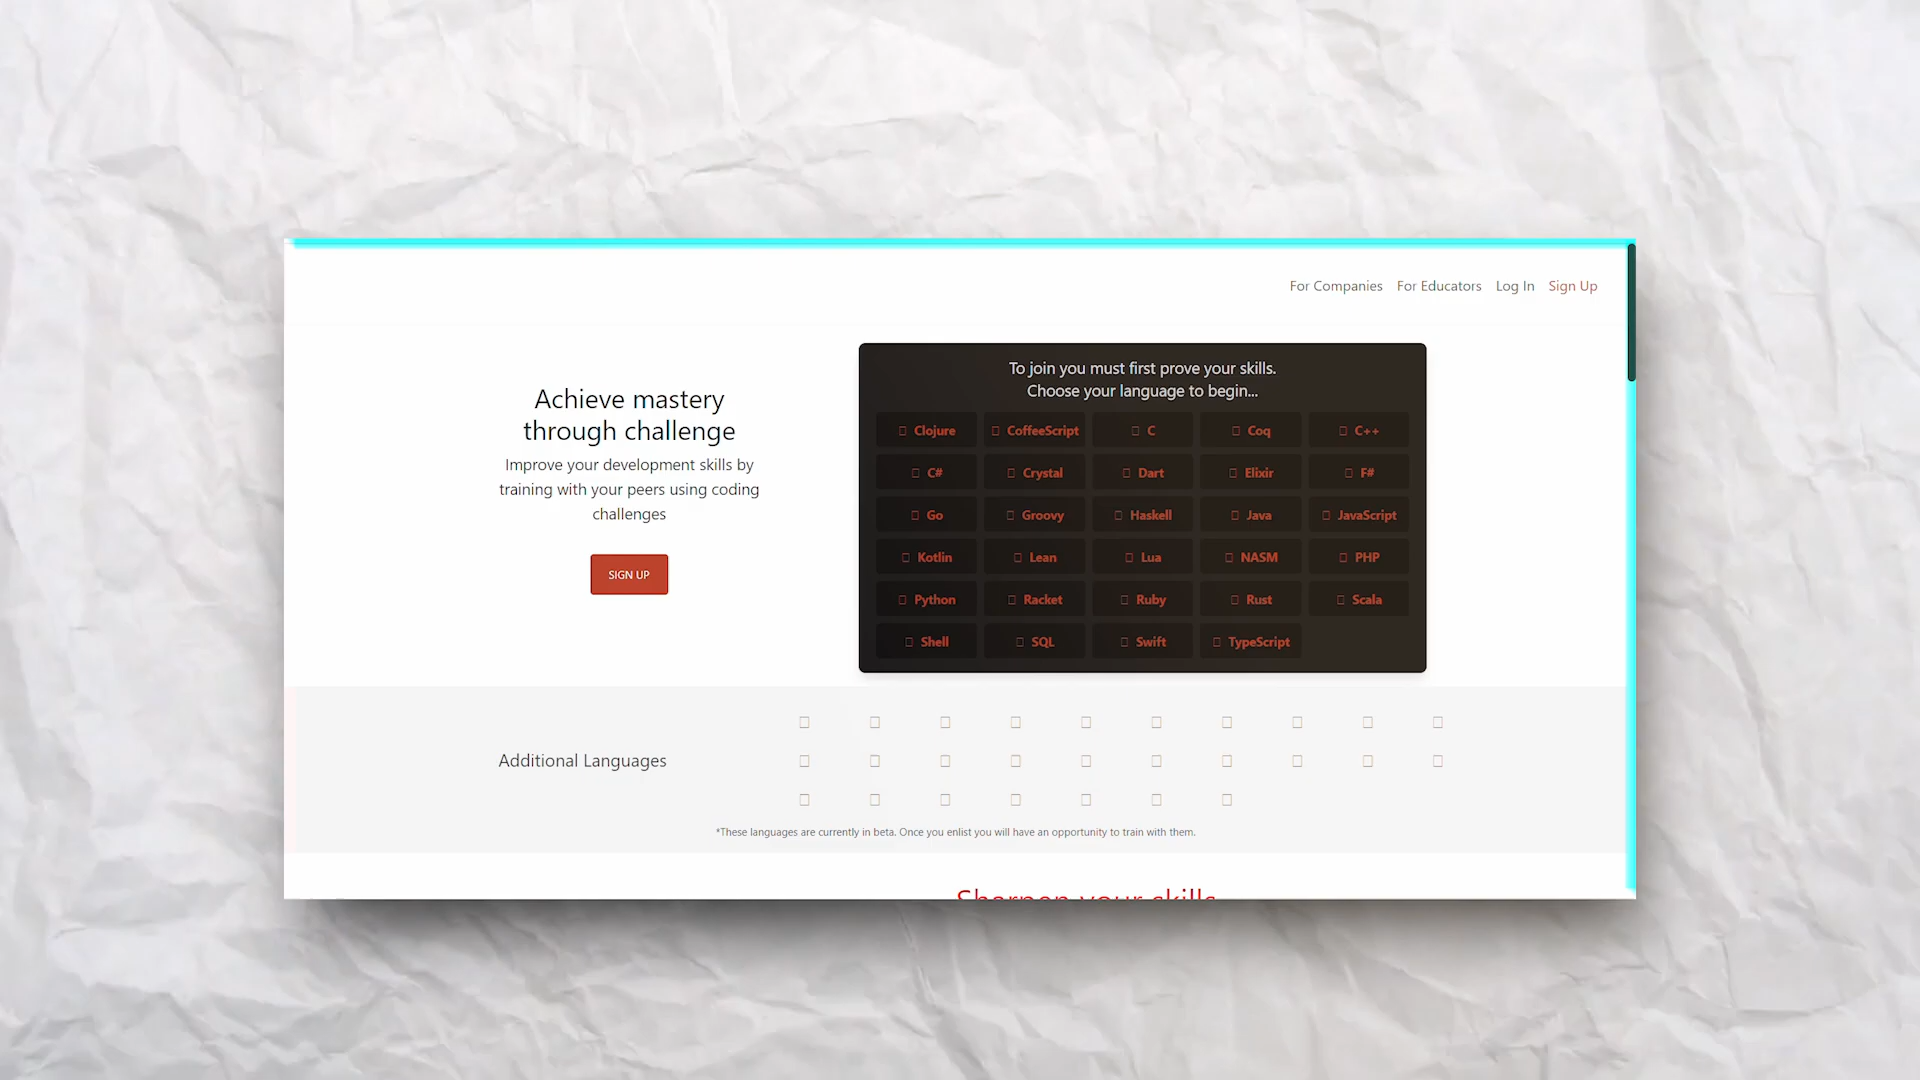 For Companies For Educators Log In Sign Up
Achieve mastery
through challenge
Improve your development skills by
training with your peers using coding
challenges
SIGN UP
To join you must first prove your skills.
Choose your language to begin...
Clojure CoffeeScript C Coq C++
C# Crystal Dart Elixir F#
Go Groovy Haskell Java JavaScript
Kotlin Lean Lua NASM PHP
Python Racket Ruby Rust Scala
Shell SQL Swift TypeScript
Additional Languages
*These languages are currently in beta. Once you enlist you will have an opportunity to train with them.
Sharpen your skills